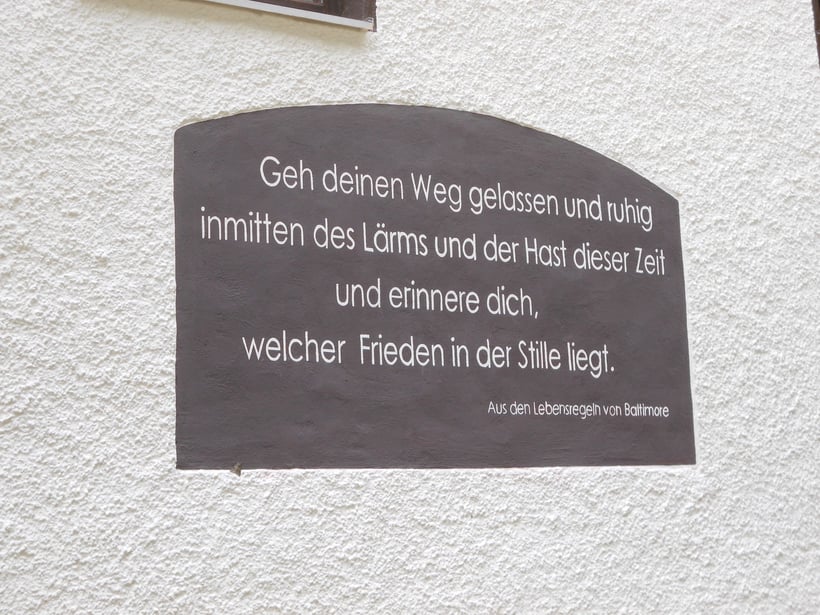 Geh deinen Weg gelassen und ruhig
inmitten des Lärms und der Hast dieser Zeit
und erinnere dich,
welcher Frieden in der Stille liegt.
Aus den Lebensregeln von Baltimore